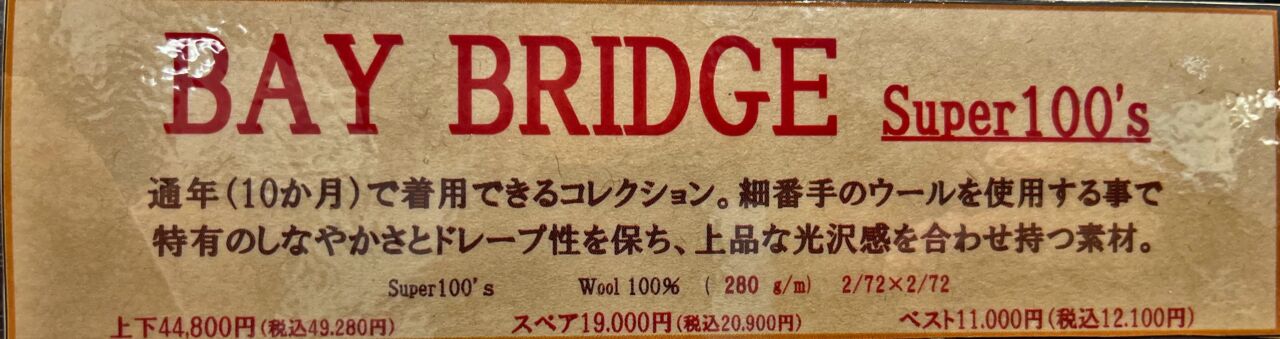 BAY BRIDGE Super100's
通年(10か月)で着用できるコレクション。細番手のウールを使用する事で
特有のしなやかさとドレープ性を保ち、上品な光沢感を合わせ持つ素材。
Super100's Wool 100% ( 280 g/m) 2/72×2/72
上下44,800円(税込49.280円) スペア19.000円(税込20,900円) ベスト11.000円(税込12.100円)